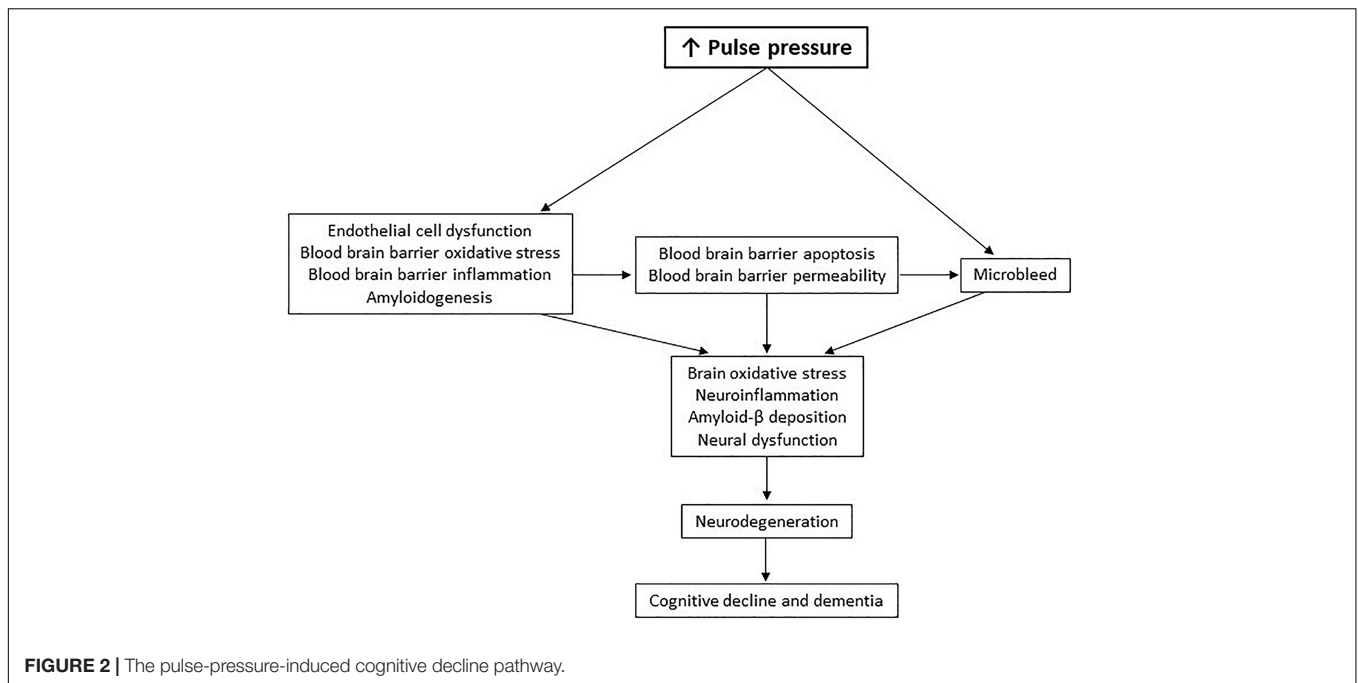 ↑ Pulse pressure
Endothelial cell dysfunction
Blood brain barrier oxidative stress
Blood brain barrier inflammation
Amyloidogenesis
Blood brain barrier apoptosis
Blood brain barrier permeability
Microbleed
Brain oxidative stress
Neuroinflammation
Amyloid-β deposition
Neural dysfunction
Neurodegeneration
Cognitive decline and dementia
FIGURE 2 | The pulse-pressure-induced cognitive decline pathway.